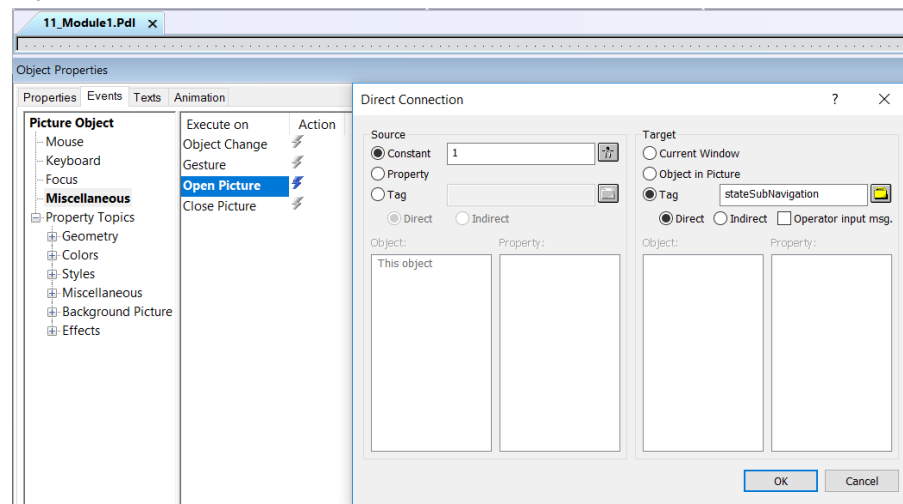 11_Module1.Pdl x
Object Properties
Properties Events Texts Animation
Picture Object
Mouse
Keyboard
Focus
Miscellaneous
Property Topics
Geometry
Colors
Styles
Miscellaneous
Background Picture
Effects
Execute on Action
Object Change
Gesture
Open Picture
Close Picture
Direct Connection ? X
Source
Constant 1
Property
Tag
Direct Indirect
Object: Property:
This object
Target
Current Window
Object in Picture
Tag stateSubNavigation
Direct Indirect Operator input msg.
Object: Property:
OK Cancel